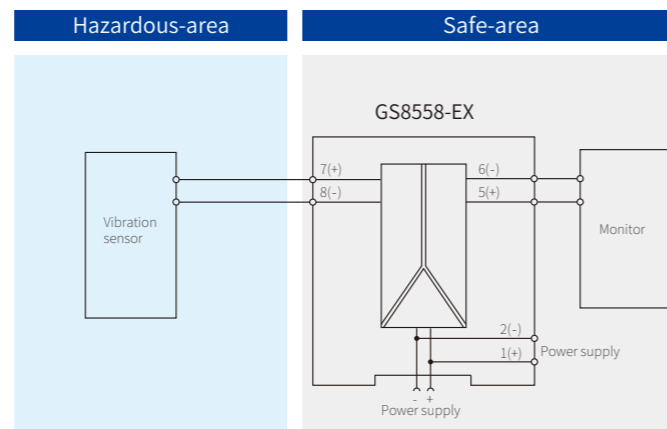 Hazardous-area
Safe-area
GS8558-EX
7(+)
6(-)
8(-)
5(+)
Vibration
sensor
Monitor
2(-)
1(+)
Power supply
- +
Power supply